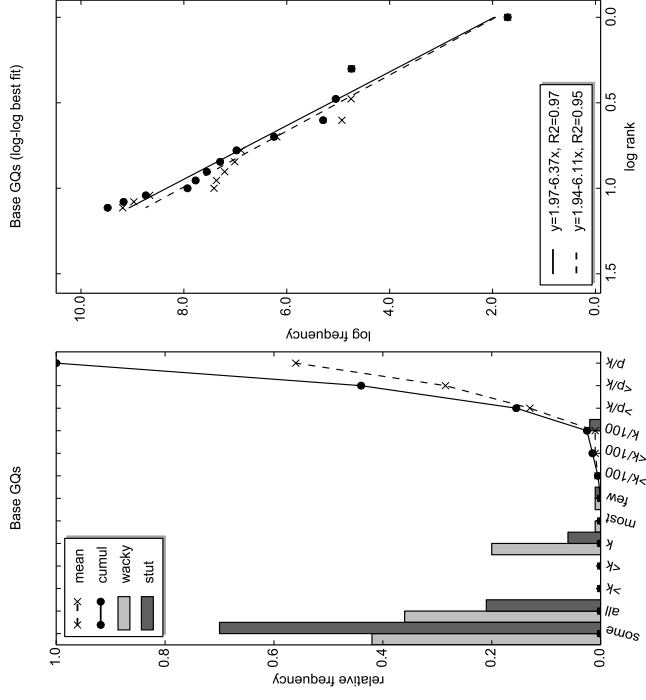 Base GQs
mean
cumul
wacky
stut
relative frequency
1.0
0.8
0.6
0.4
0.2
0.0
some
all
>k
<k
k
most
few
>k/100
<k/100
k/100
>p/k
<p/k
p/k
Base GQs (log-log best fit)
log frequency
10.0
8.0
6.0
4.0
2.0
0.0
y=1.97-6.37x, R2=0.97
y=1.94-6.11x, R2=0.95
1.5
1.0
0.5
0.0
log rank